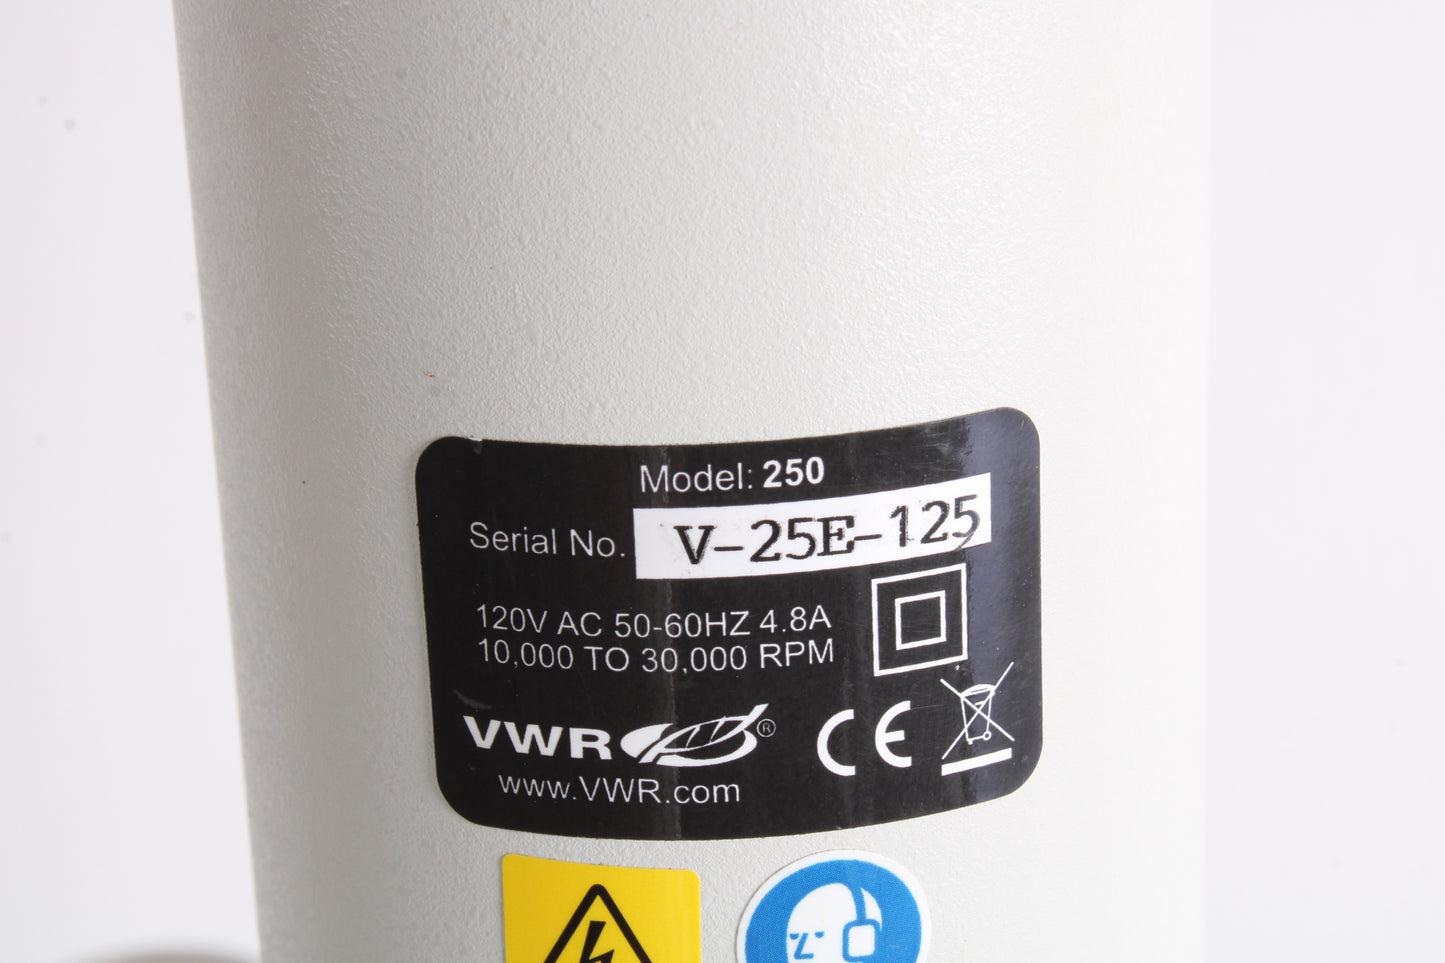 Model: 250
Serial No. V-25E-125
120V AC 50-60HZ 4.8A
10,000 TO 30,000 RPM
VWR ®
CE
www.VWR.com